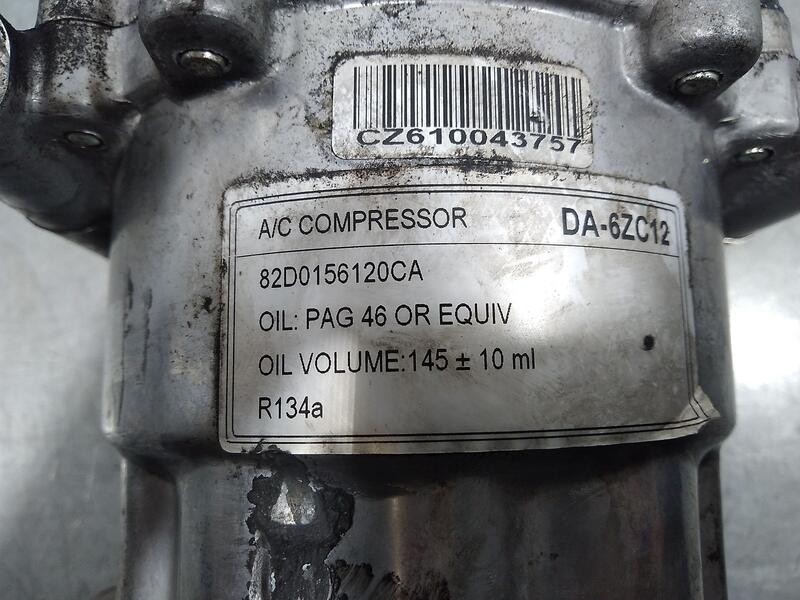 CZ610043757
A/C COMPRESSOR DA-6ZC12
82D0156120CA
OIL: PAG 46 OR EQUIV
OIL VOLUME:145 ± 10 ml
R134a